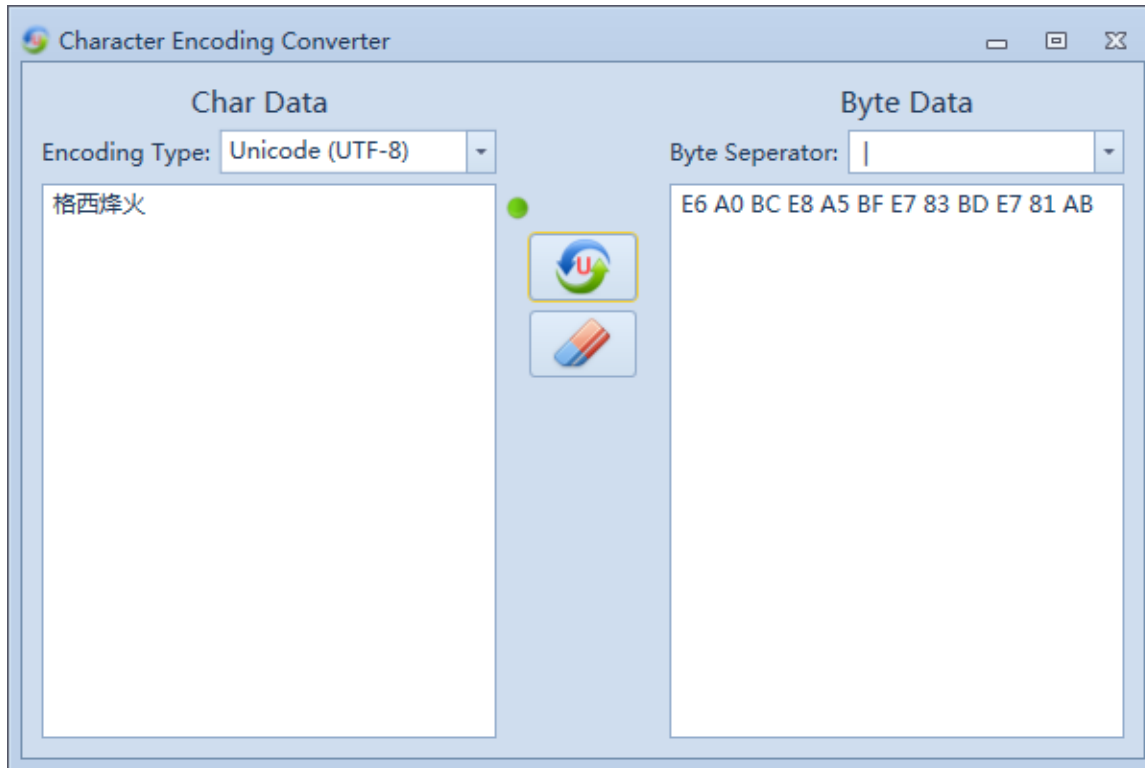 Character Encoding Converter
Char Data
Byte Data
Encoding Type: Unicode (UTF-8)
Byte Seperator:
格西烽火
E6 A0 BC E8 A5 BF E7 83 BD E7 81 AB
U